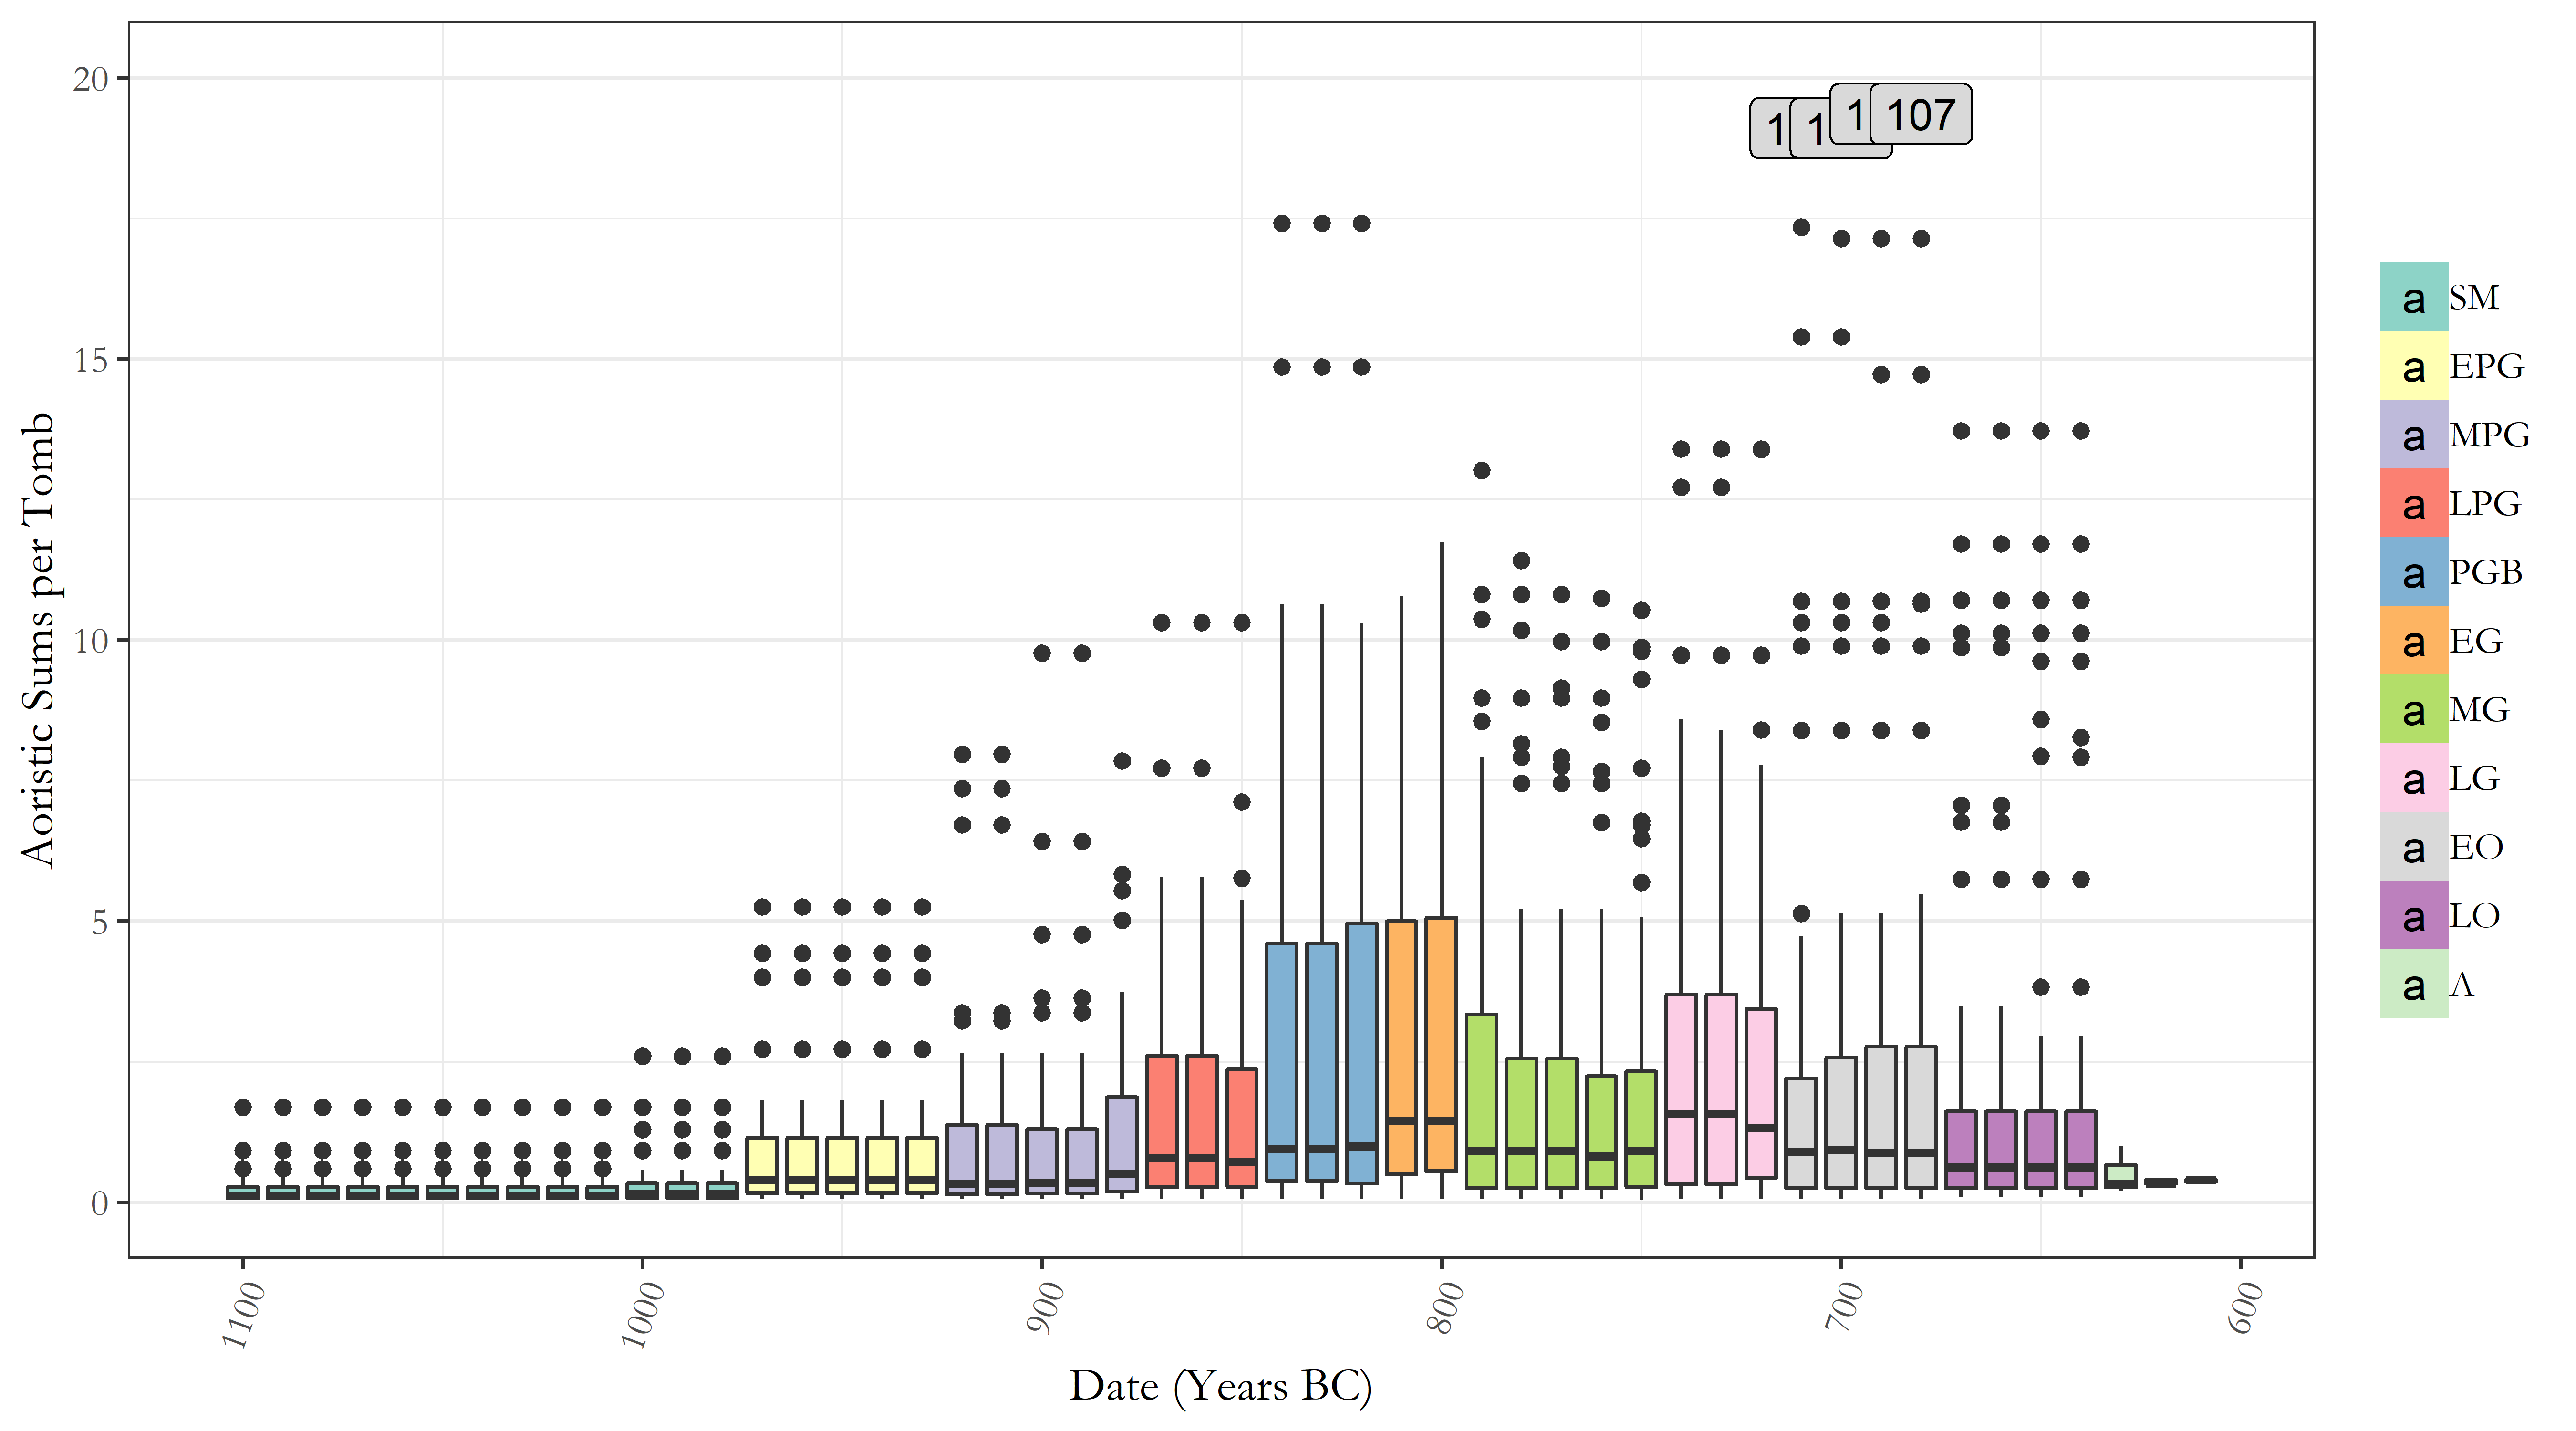 20
15
10
5
0
Aoristic Sums per Tomb
1 1 1 107
1100 1000 900 800 700 600
Date (Years BC)
a SM
a EPG
a MPG
a LPG
a PGB
a EG
a MG
a LG
a EO
a LO
a A